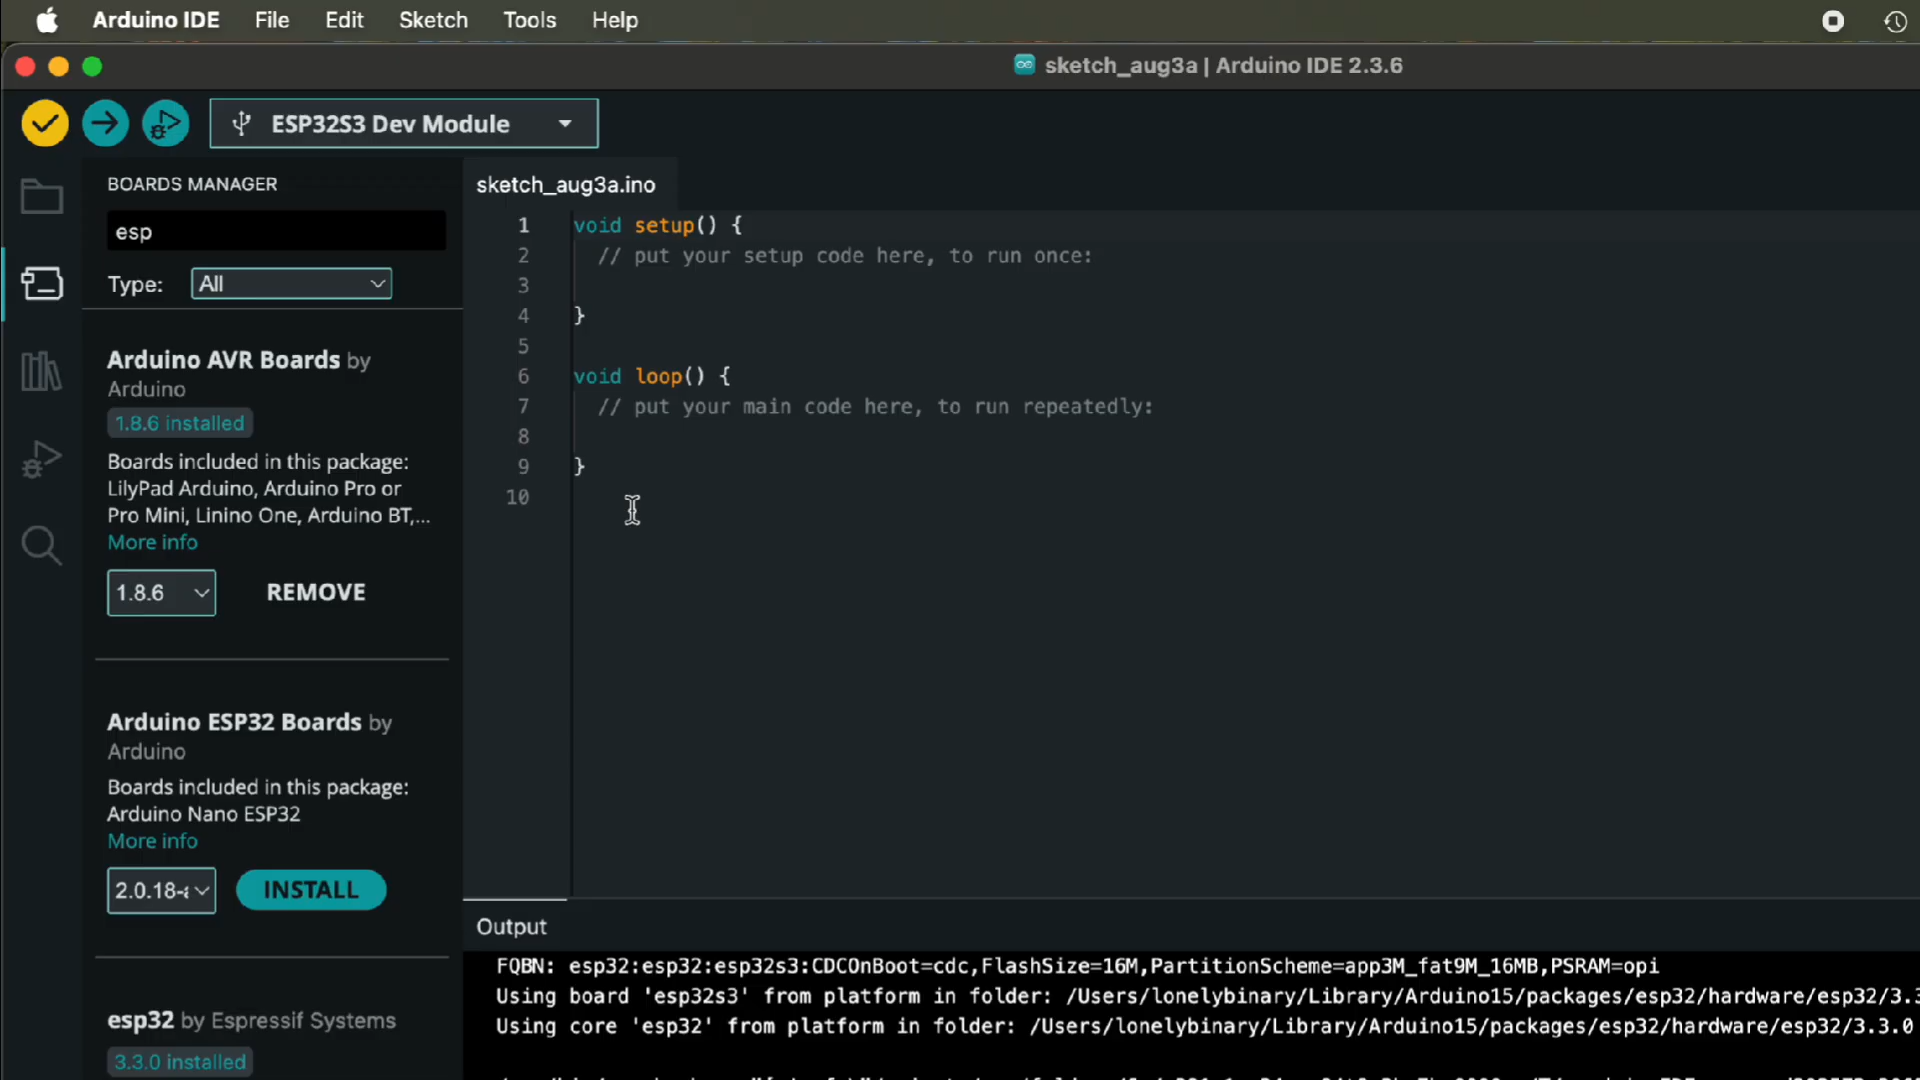 Arduino IDE File Edit Sketch Tools Help
sketch_aug3a | Arduino IDE 2.3.6
ESP32S3 Dev Module
BOARDS MANAGER
esp
Type: All
Arduino AVR Boards by
Arduino
1.8.6 installed
Boards included in this package:
LilyPad Arduino, Arduino Pro or
Pro Mini, Linino One, Arduino BT,...
More info
1.8.6 REMOVE
Arduino ESP32 Boards by
Arduino
Boards included in this package:
Arduino Nano ESP32
More info
INSTALL
esp32 by Espressif Systems
3.3.0 installed
sketch_aug3a.ino
1 void setup() {
2 // put your setup code here, to run once:
3
4 }
5
6 void loop() {
7 // put your main code here, to run repeatedly:
8
9 }
10
Output
FQBN: esp32:esp32:esp32s3:CDCOnBoot=cdc,FlashSize=16M,PartitionScheme=app3M_fat9M_16MB,PSRAM=opi
Using board 'esp32s3' from platform in folder: /Users/lonelybinary/Library/Arduino15/packages/esp32/hardware/esp32/3.3
Using core 'esp32' from platform in folder: /Users/lonelybinary/Library/Arduino15/packages/esp32/hardware/esp32/3.3.0